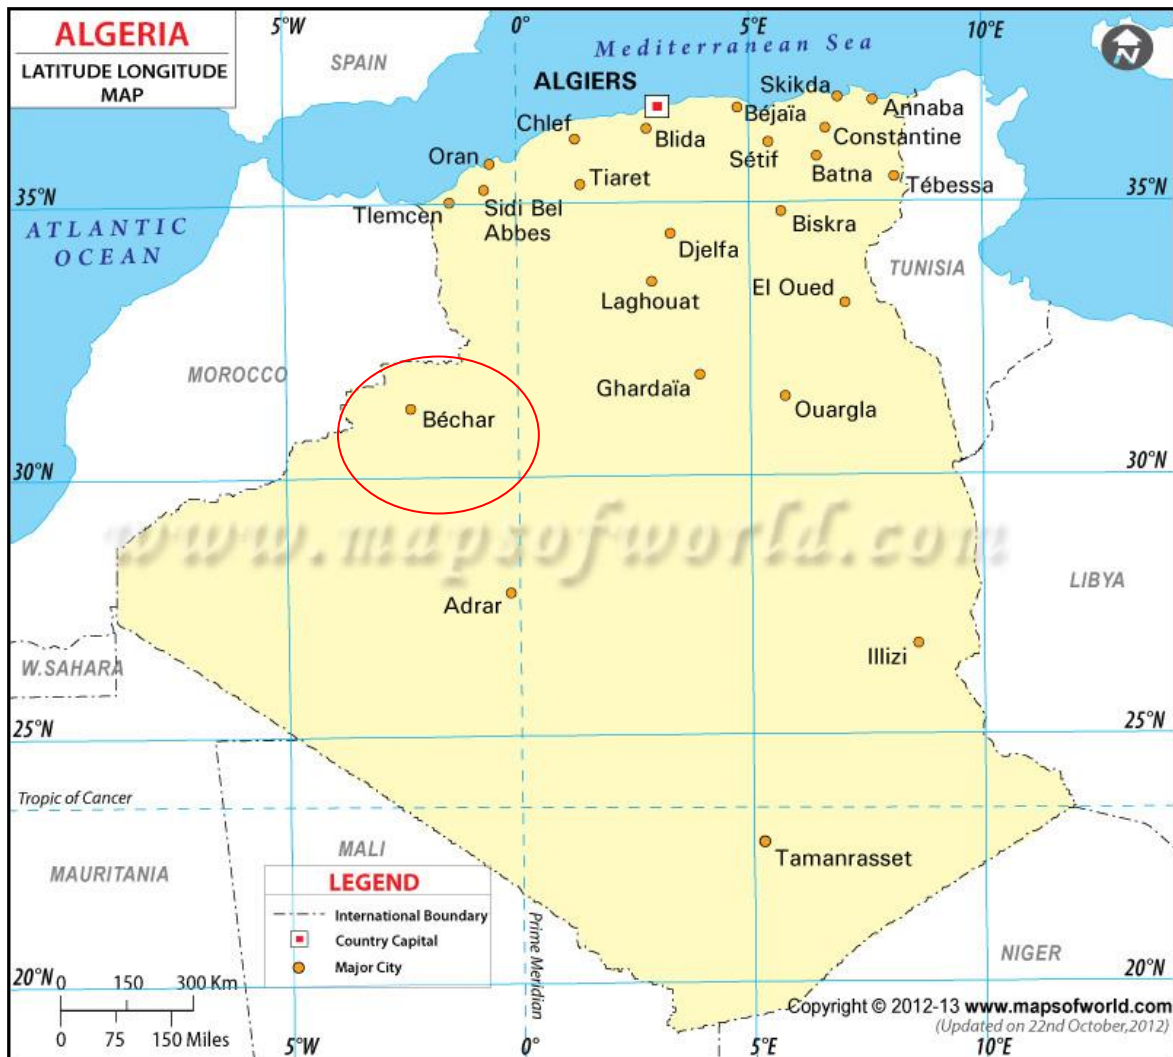 ALGERIA
LATITUDE LONGITUDE
MAP
5°W
0°
5°E
10°E
N
SPAIN
Mediterranean Sea
ALGIERS
Skikda
Annaba
Béjaïa
Chlef
Blida
Constantine
Oran
Sétif
Tiaret
Batna
Tébessa
35°N
35°N
Tlemcen
Sidi Bel
Abbes
Biskra
ATLANTIC
OCEAN
Djelfa
TUNISIA
Laghouat
El Oued
MOROCCO
Ghardaïa
Béchar
Ouargla
30°N
30°N
www.mapsofworld.com
LIBYA
Adrar
Illizi
W.SAHARA
25°N
25°N
Tropic of Cancer
MALI
Tamanrasset
MAURITANIA
LEGEND
International Boundary
Country Capital
Major City
Prime Meridian
NIGER
20°N
20°N
0 150 300 Km
0 75 150 Miles
Copyright © 2012-13 www.mapsofworld.com
(Updated on 22nd October,2012)
5°W
0°
5°E
10°E